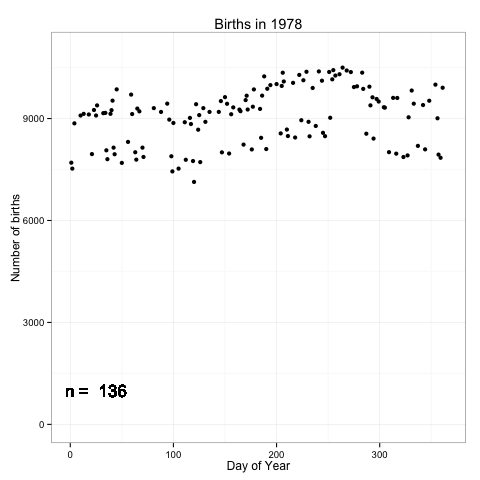 Births in 1978
Number of births
9000
6000
3000
0
n = 136
0 100 200 300
Day of Year